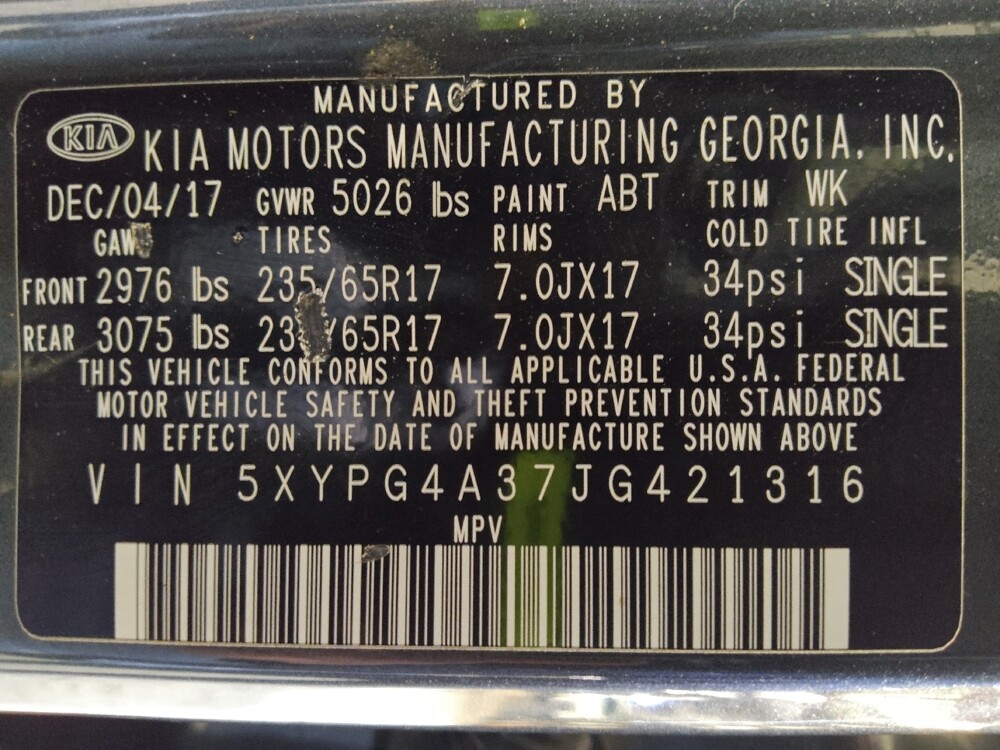 MANUFACTURED BY
KIA KIA MOTORS MANUFACTURING GEORGIA, INC.
DEC/04/17 GVWR 5026 lbs PAINT ABT TRIM WK
TIRES RIMS COLD TIRE INFL
FRONT 2976 lbs 235/65R17 7.0JX17 34psi SINGLE
REAR 3075 lbs 7.0JX17 34psi SINGLE
THIS VEHICLE CONFORMS TO ALL APPLICABLE U.S.A. FEDERAL
MOTOR VEHICLE SAFETY AND THEFT PREVENTION STANDARDS
IN EFFECT ON THE DATE OF MANUFACTURE SHOWN ABOVE
VIN 5XYPG4A37JG421316
MPV